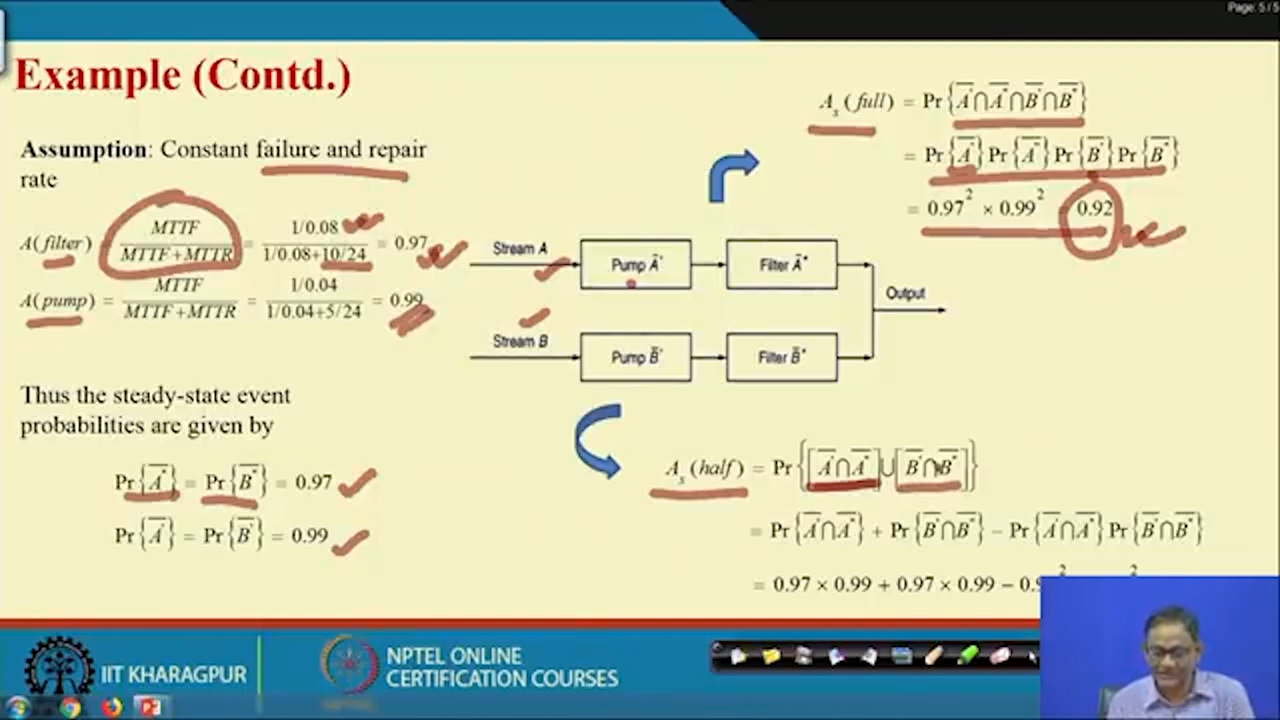 Page: 5 / 5
Example (Contd.)
Assumption: Constant failure and repair
rate
A(filter) = MTTF / MTTF+MTTR = 1/0.08 / 1/0.08+10/24 = 0.97
A(pump) = MTTF / MTTF+MTTR = 1/0.04 / 1/0.04+5/24 = 0.99
Thus the steady-state event
probabilities are given by
Pr{A̅″} = Pr{B̅″} = 0.97
Pr{A̅′} = Pr{B̅′} = 0.99
A_s(full) = Pr{A̅′∩A̅″∩B̅′∩B̅″}
= Pr{A̅′}Pr{A̅″}Pr{B̅′}Pr{B̅″}
= 0.97² × 0.99² 0.92
Stream A
Pump A̅′
Filter A̅″
Output
Stream B
Pump B̅′
Filter B̅″
A_s(half) = Pr{[A̅′∩A̅″]∪[B̅′∩B̅″]}
= Pr{A̅′∩A̅″} + Pr{B̅′∩B̅″} − Pr{A̅′∩A̅″}Pr{B̅′∩B̅″}
= 0.97 × 0.99 + 0.97 × 0.99 −
IIT KHARAGPUR
NPTEL ONLINE
CERTIFICATION COURSES